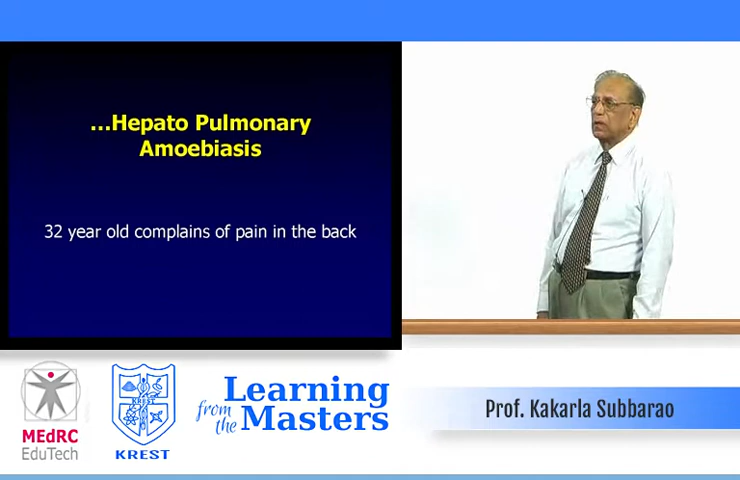 ...Hepato Pulmonary
Amoebiasis
32 year old complains of pain in the back
MEdRC
EduTech
KREST
KREST
Learning
from the
Masters
Prof. Kakarla Subbarao